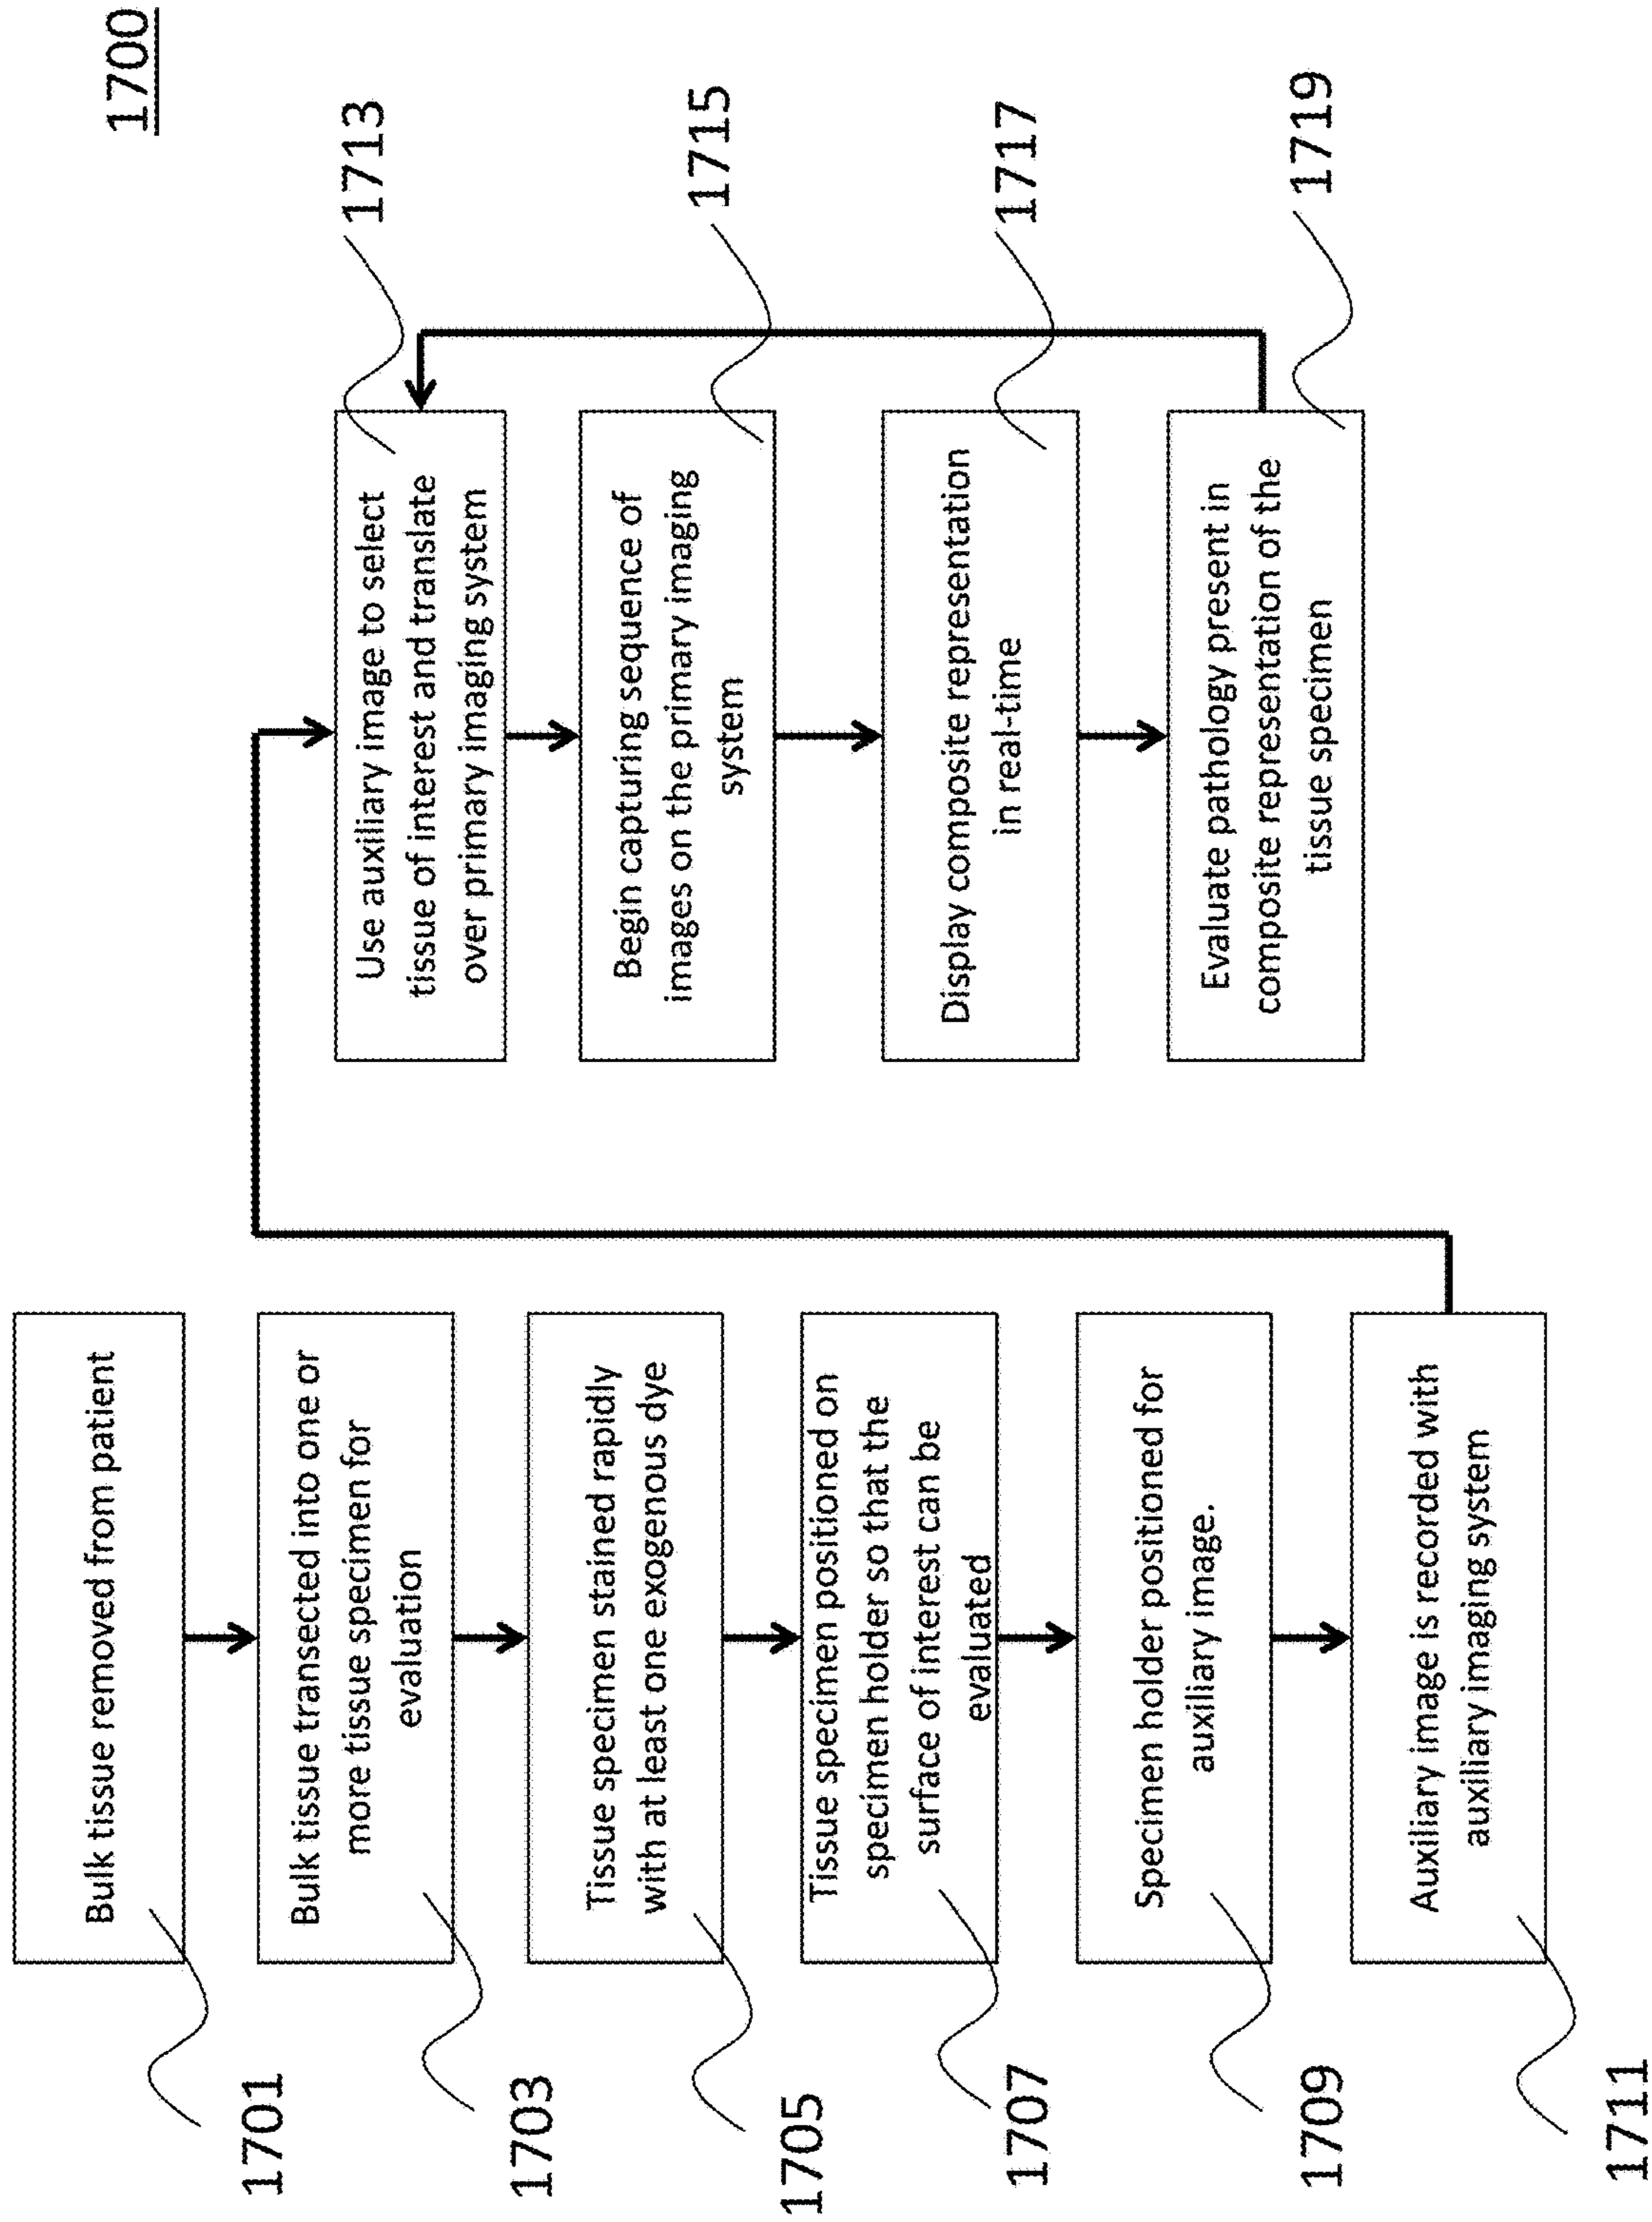 1700
Bulk tissue removed from patient
1701
Bulk tissue transected into one or
more tissue specimen for
evaluation
1703
Tissue specimen stained rapidly
with at least one exogenous dye
1705
Tissue specimen positioned on
specimen holder so that the
surface of interest can be
evaluated
1707
Specimen holder positioned for
auxiliary image.
1709
Auxiliary image is recorded with
auxiliary imaging system
1711
Use auxiliary image to select
tissue of interest and translate
over primary imaging system
1713
Begin capturing sequence of
images on the primary imaging
system
1715
Display composite representation
in real-time
1717
Evaluate pathology present in
composite representation of the
tissue specimen
1719